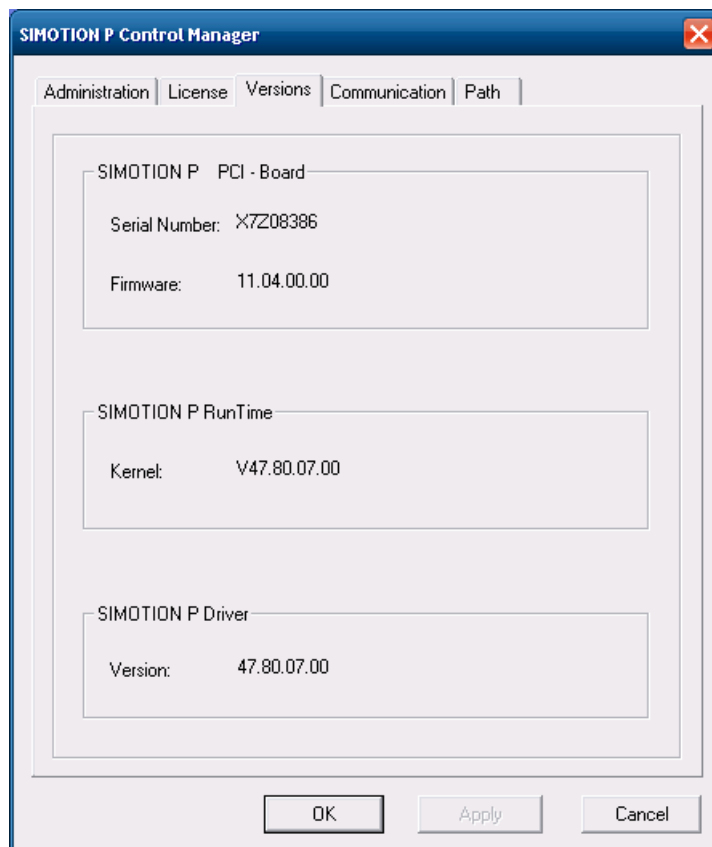 SIMOTION P Control Manager
Administration License Versions Communication Path
SIMOTION P PCI - Board
Serial Number: X7Z08386
Firmware: 11.04.00.00
SIMOTION P RunTime
Kernel: V47.80.07.00
SIMOTION P Driver
Version: 47.80.07.00
OK Apply Cancel